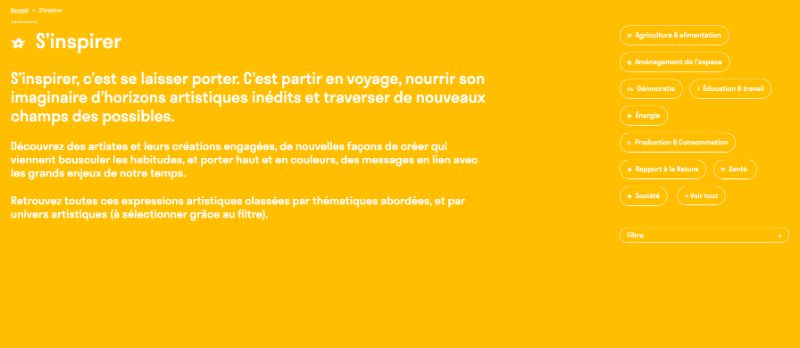 Accueil • S'inspirer
S'inspirer
S'inspirer, c'est se laisser porter. C'est partir en voyage, nourrir son
imaginaire d'horizons artistiques inédits et traverser de nouveaux
champs des possibles.
Découvrez des artistes et leurs créations engagées, de nouvelles façons de créer qui
viennent bousculer les habitudes, et porter haut et en couleurs, des messages en lien avec
les grands enjeux de notre temps.
Retrouvez toutes ces expressions artistiques classées par thématiques abordées, et par
univers artistiques (à sélectionner grâce au filtre).
Agriculture & alimentation
Aménagement de l'espace
Démocratie
Éducation & travail
Énergie
Production & Consommation
Rapport à la Nature
Santé
Société
+ Voir tout
Filtre